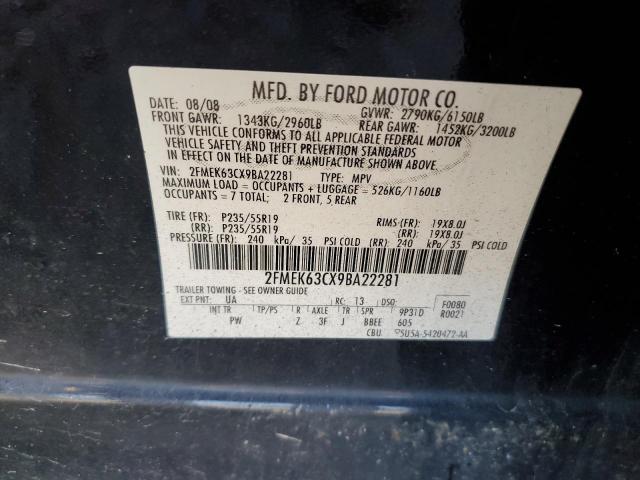 MFD. BY FORD MOTOR CO.
DATE: 08/08 GVWR: 2790KG/6150LB
FRONT GAWR: 1343KG/2960LB REAR GAWR: 1452KG/3200LB
THIS VEHICLE CONFORMS TO ALL APPLICABLE FEDERAL MOTOR
VEHICLE SAFETY AND THEFT PREVENTION STANDARDS
IN EFFECT ON THE DATE OF MANUFACTURE SHOWN ABOVE.
VIN: 2FMEK63CX9BA22281 TYPE: MPV
MAXIMUM LOAD = OCCUPANTS + LUGGAGE = 526KG/1160LB
OCCUPANTS = 7 TOTAL; 2 FRONT, 5 REAR
TIRE (FR): P235/55R19 RIMS (FR): 19X8.0J
(RR): P235/55R19 (RR): 19X8.0J
PRESSURE (FR): 240 kPa/ 35 PSI COLD (RR): 240 kPa/ 35 PSI COLD
2FMEK63CX9BA22281
TRAILER TOWING - SEE OWNER GUIDE
EXT PNT: UA RC: 13 DSO: F0080
INT TR TP/PS R AXLE TR SPR 9P31D R0021
PW Z 3F J BBEE 605
CBU 5U5A-5420472-AA